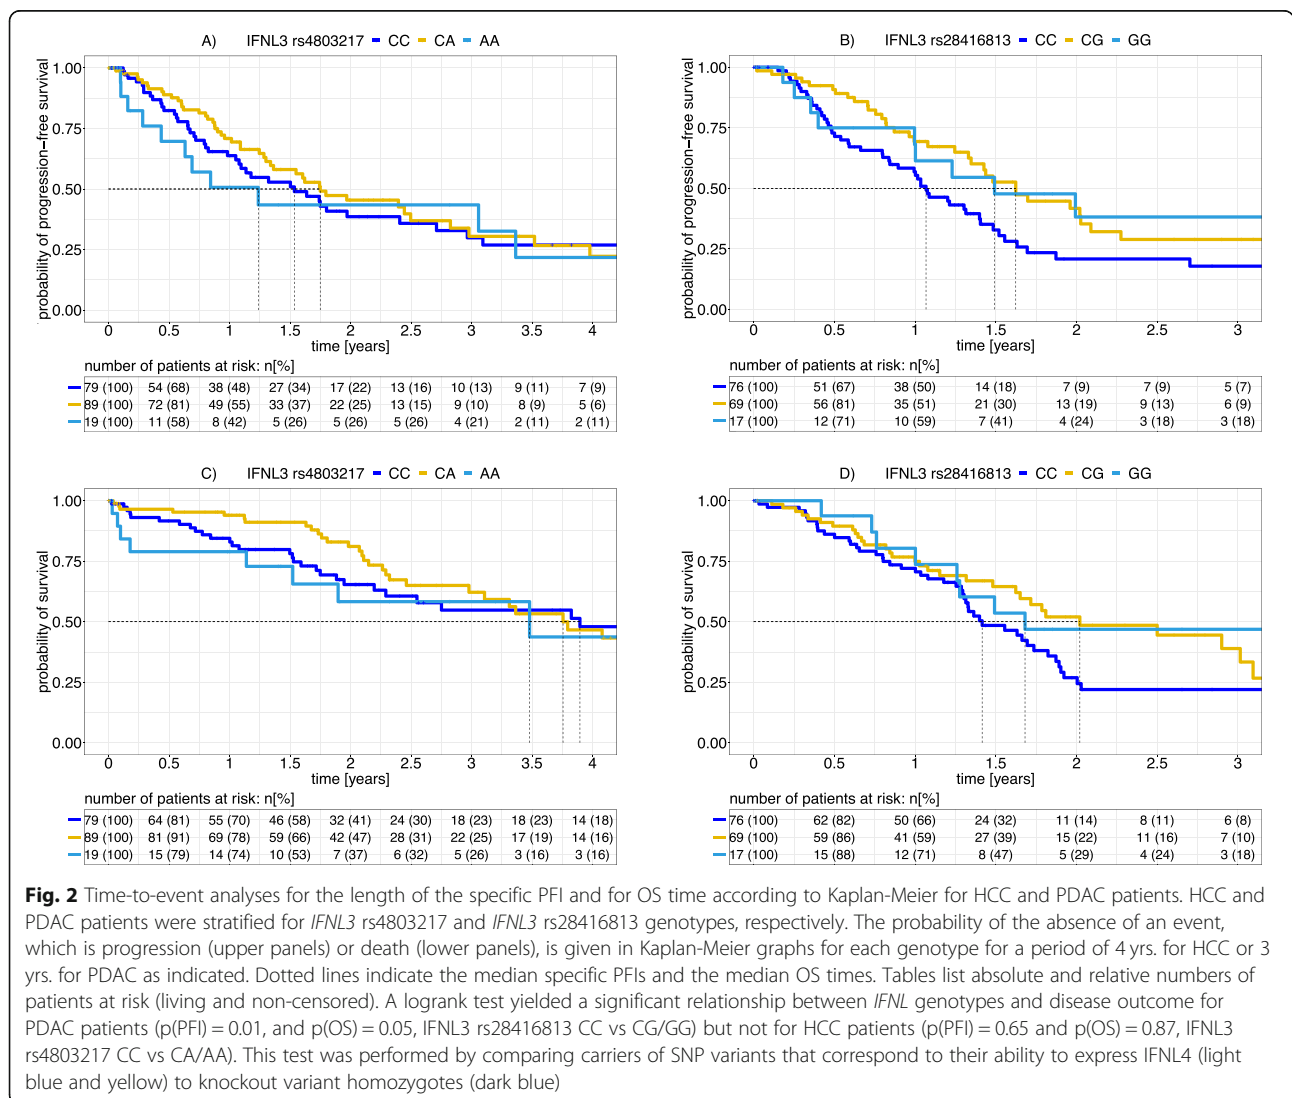 A) IFNL3 rs4803217 CC CA AA
probability of progression-free survival
1.00
0.75
0.50
0.25
0.00
0 0.5 1 1.5 2 2.5 3 3.5 4
time [years]
number of patients at risk: n[%]
79 (100) 54 (68) 38 (48) 27 (34) 17 (22) 13 (16) 10 (13) 9 (11) 7 (9)
89 (100) 72 (81) 49 (55) 33 (37) 22 (25) 13 (15) 9 (10) 8 (9) 5 (6)
19 (100) 11 (58) 8 (42) 5 (26) 5 (26) 5 (26) 4 (21) 2 (11) 2 (11)
B) IFNL3 rs28416813 CC CG GG
probability of progression-free survival
1.00
0.75
0.50
0.25
0.00
0 0.5 1 1.5 2 2.5 3
time [years]
number of patients at risk: n[%]
76 (100) 51 (67) 38 (50) 14 (18) 7 (9) 7 (9) 5 (7)
69 (100) 56 (81) 35 (51) 21 (30) 13 (19) 9 (13) 6 (9)
17 (100) 12 (71) 10 (59) 7 (41) 4 (24) 3 (18) 3 (18)
C) IFNL3 rs4803217 CC CA AA
probability of survival
1.00
0.75
0.50
0.25
0.00
0 0.5 1 1.5 2 2.5 3 3.5 4
time [years]
number of patients at risk: n[%]
79 (100) 64 (81) 55 (70) 46 (58) 32 (41) 24 (30) 18 (23) 18 (23) 14 (18)
89 (100) 81 (91) 69 (78) 59 (66) 42 (47) 28 (31) 22 (25) 17 (19) 14 (16)
19 (100) 15 (79) 14 (74) 10 (53) 7 (37) 6 (32) 5 (26) 3 (16) 3 (16)
D) IFNL3 rs28416813 CC CG GG
probability of survival
1.00
0.75
0.50
0.25
0.00
0 0.5 1 1.5 2 2.5 3
time [years]
number of patients at risk: n[%]
76 (100) 62 (82) 50 (66) 24 (32) 11 (14) 8 (11) 6 (8)
69 (100) 59 (86) 41 (59) 27 (39) 15 (22) 11 (16) 7 (10)
17 (100) 15 (88) 12 (71) 8 (47) 5 (29) 4 (24) 3 (18)
Fig. 2 Time-to-event analyses for the length of the specific PFI and for OS time according to Kaplan-Meier for HCC and PDAC patients. HCC and
PDAC patients were stratified for IFNL3 rs4803217 and IFNL3 rs28416813 genotypes, respectively. The probability of the absence of an event,
which is progression (upper panels) or death (lower panels), is given in Kaplan-Meier graphs for each genotype for a period of 4 yrs. for HCC or 3
yrs. for PDAC as indicated. Dotted lines indicate the median specific PFIs and the median OS times. Tables list absolute and relative numbers of
patients at risk (living and non-censored). A logrank test yielded a significant relationship between IFNL genotypes and disease outcome for
PDAC patients (p(PFI) = 0.01, and p(OS) = 0.05, IFNL3 rs28416813 CC vs CG/GG) but not for HCC patients (p(PFI) = 0.65 and p(OS) = 0.87, IFNL3
rs4803217 CC vs CA/AA). This test was performed by comparing carriers of SNP variants that correspond to their ability to express IFNL4 (light
blue and yellow) to knockout variant homozygotes (dark blue)